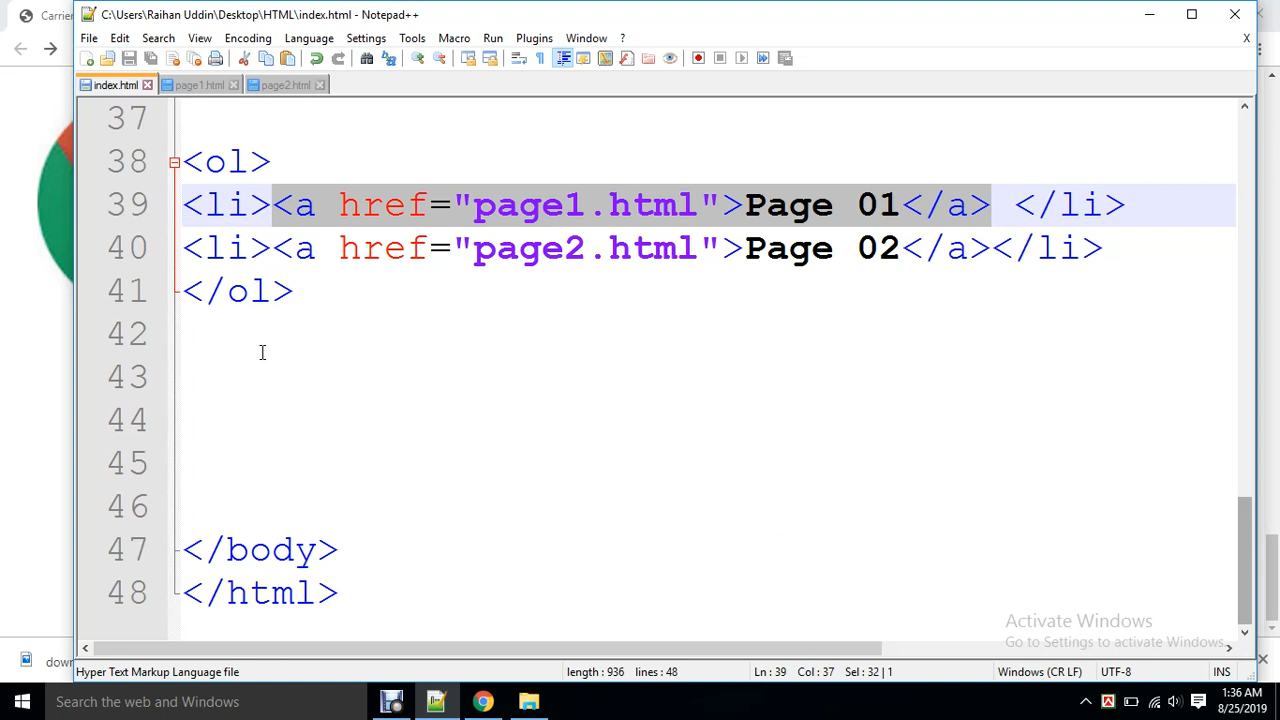 Carrier
C:\Users\Raihan Uddin\Desktop\HTML\index.html - Notepad++
File Edit Search View Encoding Language Settings Tools Macro Run Plugins Window ? X
index.html page1.html page2.html
37
38 <ol>
39 <li><a href="page1.html">Page 01</a> </li>
40 <li><a href="page2.html">Page 02</a></li>
41 </ol>
42
43
44
45
46
47 </body>
48 </html>
Activate Windows
Go to Settings to activate Windows.
dow
Hyper Text Markup Language file length : 936 lines : 48 Ln : 39 Col : 37 Sel : 32 | 1 Windows (CR LF) UTF-8 INS
Search the web and Windows
1:36 AM
8/25/2019